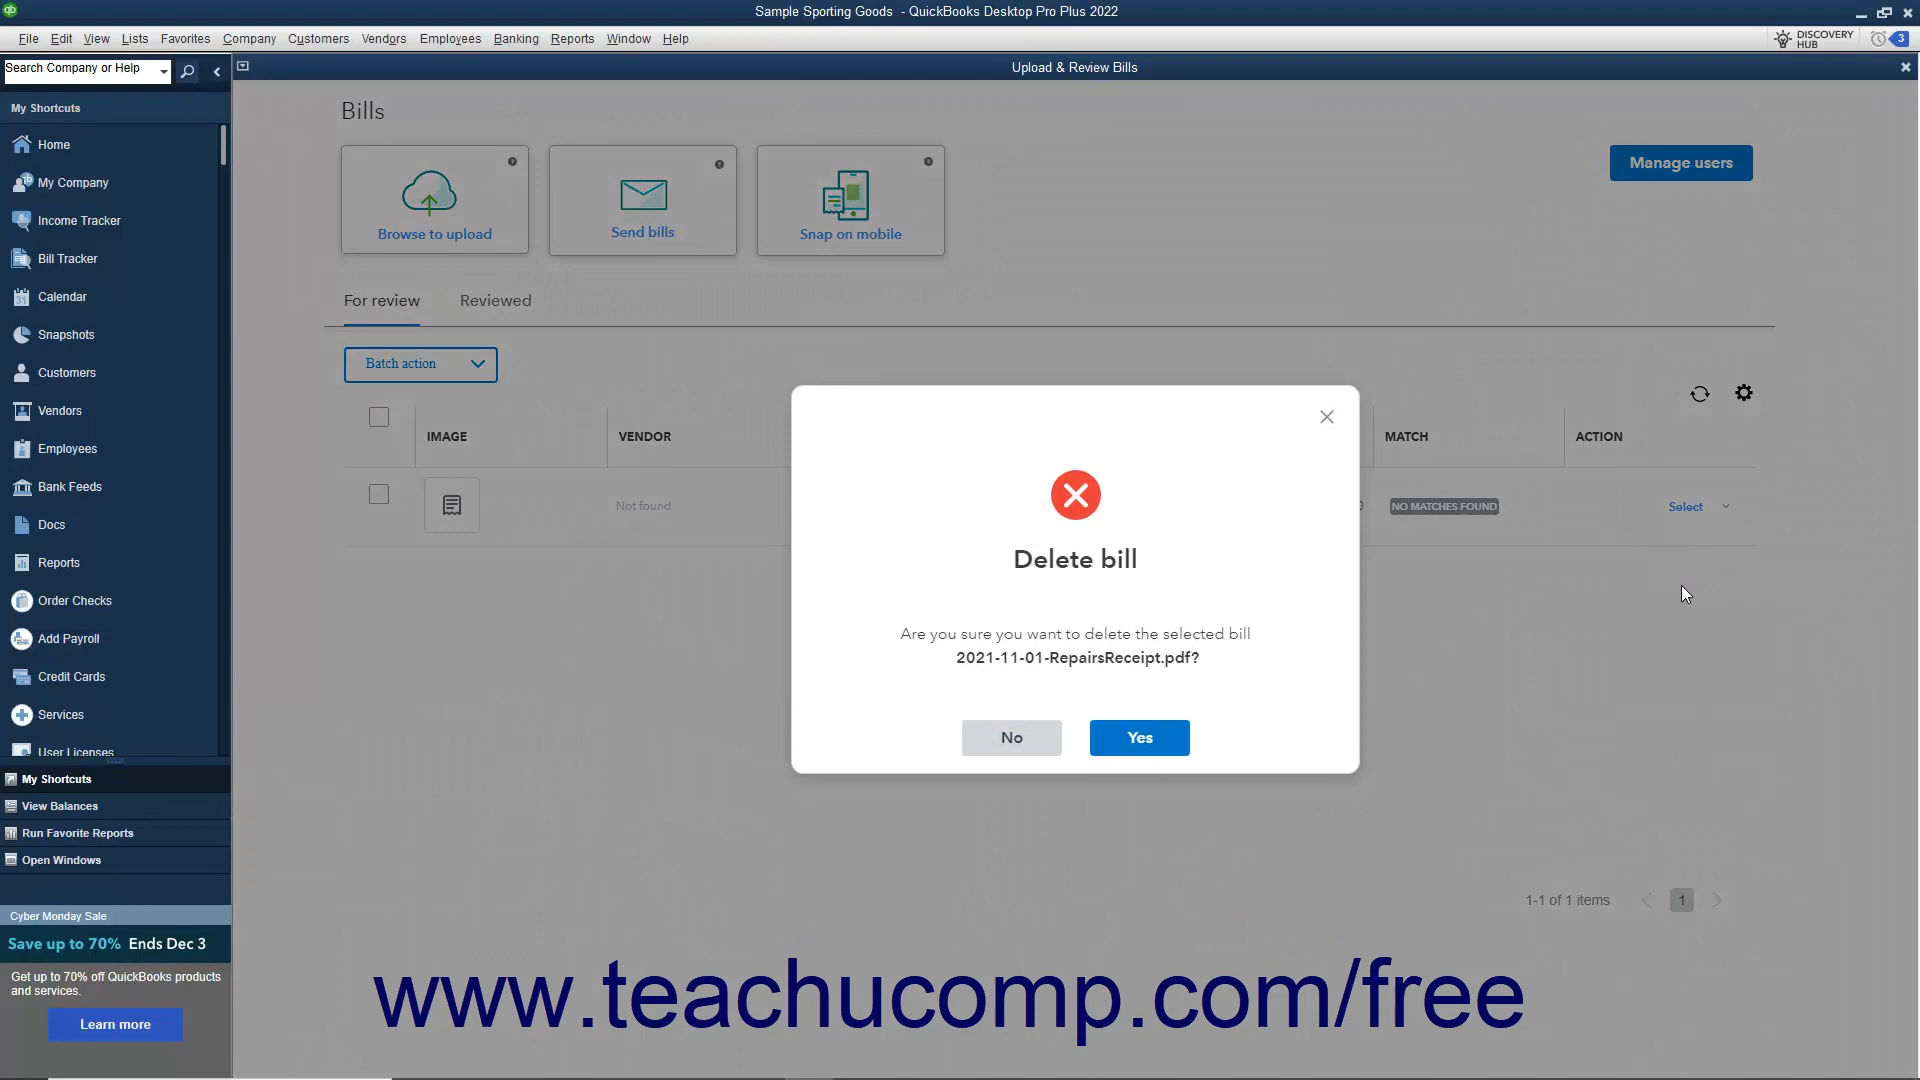 Sample Sporting Goods - QuickBooks Desktop Pro Plus 2022
File Edit View Lists Favorites Company Customers Vendors Employees Banking Reports Window Help
DISCOVERY HUB 3
Search Company or Help
Upload & Review Bills
My Shortcuts
Home
My Company
Income Tracker
Bill Tracker
Calendar
Snapshots
Customers
Vendors
Employees
Bank Feeds
Docs
Reports
Order Checks
Add Payroll
Credit Cards
Services
User Licenses
My Shortcuts
View Balances
Run Favorite Reports
Open Windows
Cyber Monday Sale
Save up to 70% Ends Dec 3
Get up to 70% off QuickBooks products
and services.
Learn more
Bills
Browse to upload
Send bills
Snap on mobile
Manage users
For review Reviewed
Batch action
IMAGE VENDOR MATCH ACTION
Not found NO MATCHES FOUND Select
Delete bill
Are you sure you want to delete the selected bill
2021-11-01-RepairsReceipt.pdf?
No Yes
1-1 of 1 items 1
www.teachucomp.com/free